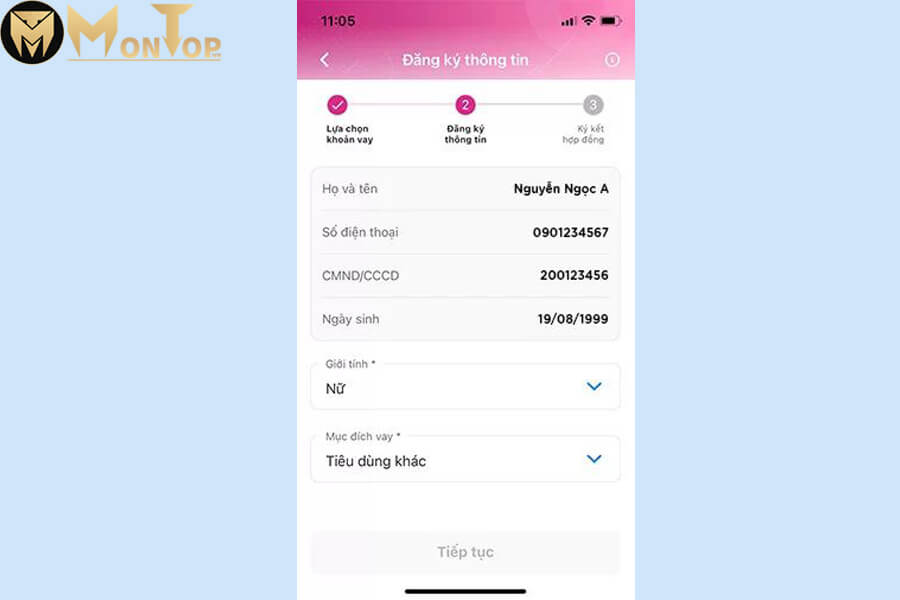 MONTOP
11:05
Đăng ký thông tin
2
3
Lựa chọn
khoản vay
Đăng ký
thông tin
Ký kết
hợp đồng
Họ và tên Nguyễn Ngọc A
Số điện thoại 0901234567
CMND/CCCD 200123456
Ngày sinh 19/08/1999
Giới tính *
Nữ
Mục đích vay *
Tiêu dùng khác
Tiếp tục